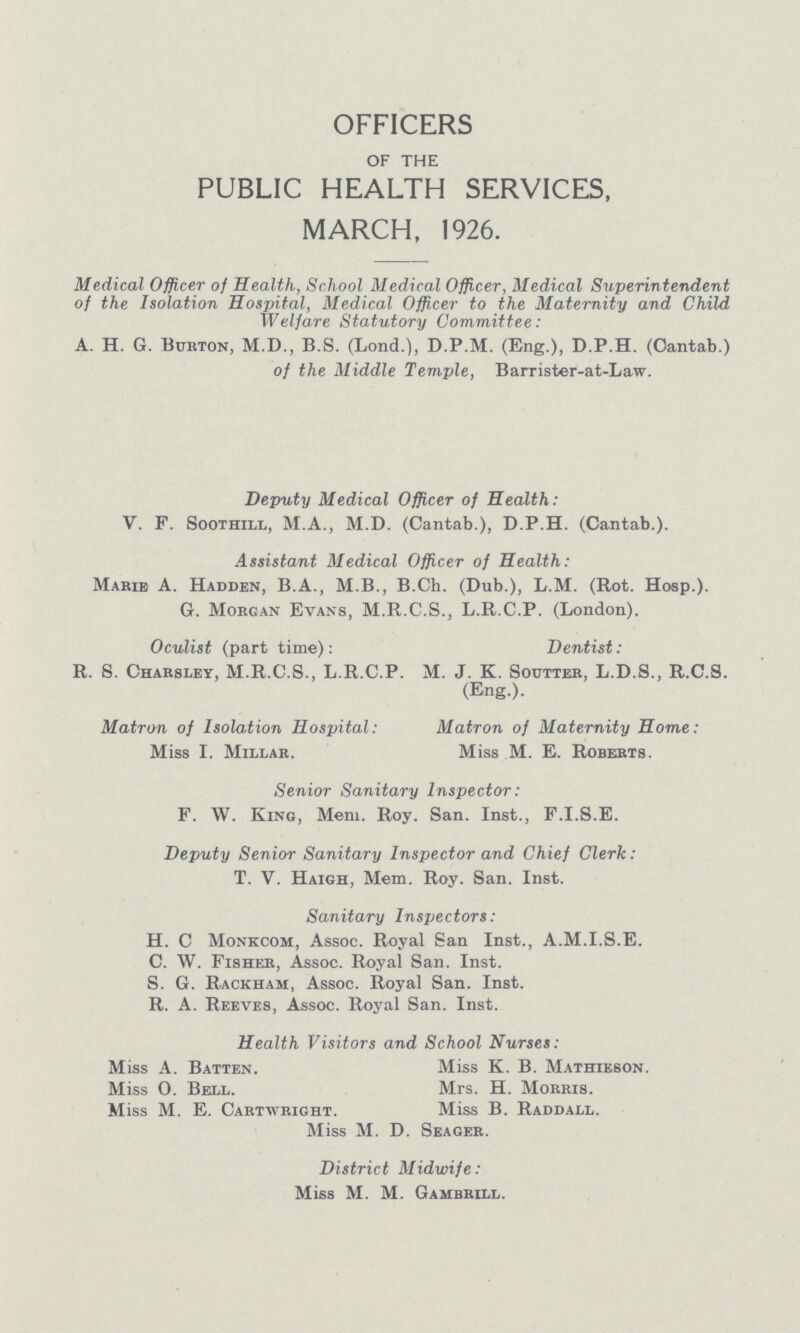 OFFICERS
OF THE
PUBLIC HEALTH SERVICES,
MARCH, 1926.
Medical Officer of Health, School Medical Officer, Medical Superintendent
of the Isolation Hospital, Medical Officer to the Maternity and Child
Welfare Statutory Committee:
A. H. G. BURTON, M.D., B.S. (Lond.), D.P.M. (Eng.), D.P.H. (Cantab.)
of the Middle Temple, Barrister-at-Law.
Deputy Medical Officer of Health:
V. F. SOOTHILL, M.A., M.D. (Cantab.), D.P.H. (Cantab.).
Assistant Medical Officer of Health:
MARIE A. HADDEN, B.A., M.B., B.Ch. (Dub.), L.M. (Rot. Hosp.).
G. MORGAN EVANS, M.R.C.S., L.R.C.P. (London).
Oculist (part time):
R. S. CHARSLEY, M.R.C.S., L.R.C.P.
Dentist:
M. J. K. SOUTTER, L.D.S., R.C.S.
(Eng.).
Matron of Isolation Hospital:
Miss I. MILLAR.
Matron of Maternity Home:
Miss M. E. ROBERTS.
Senior Sanitary Inspector:
F. W. KING, Mem. Roy. San. Inst., F.I.S.E.
Deputy Senior Sanitary Inspector and Chief Clerk:
T. V. HAIGH, Mem. Roy. San. Inst.
Sanitary Inspectors:
H. C MONKCOM, Assoc. Royal San Inst., A.M.I.S.E.
C. W. FISHER, Assoc. Royal San. Inst.
S. G. RACKHAM, Assoc. Royal San. Inst.
R. A. REEVES, Assoc. Royal San. Inst.
Health Visitors and School Nurses:
Miss A. BATTEN.
Miss O. BELL.
Miss M. E. CARTWRIGHT.
Miss K. B. MATHIESON.
Mrs. H. MORRIS.
Miss B. RADDALL.
Miss M. D. SEAGER.
District Midwife:
Miss M. M. GAMBRILL.